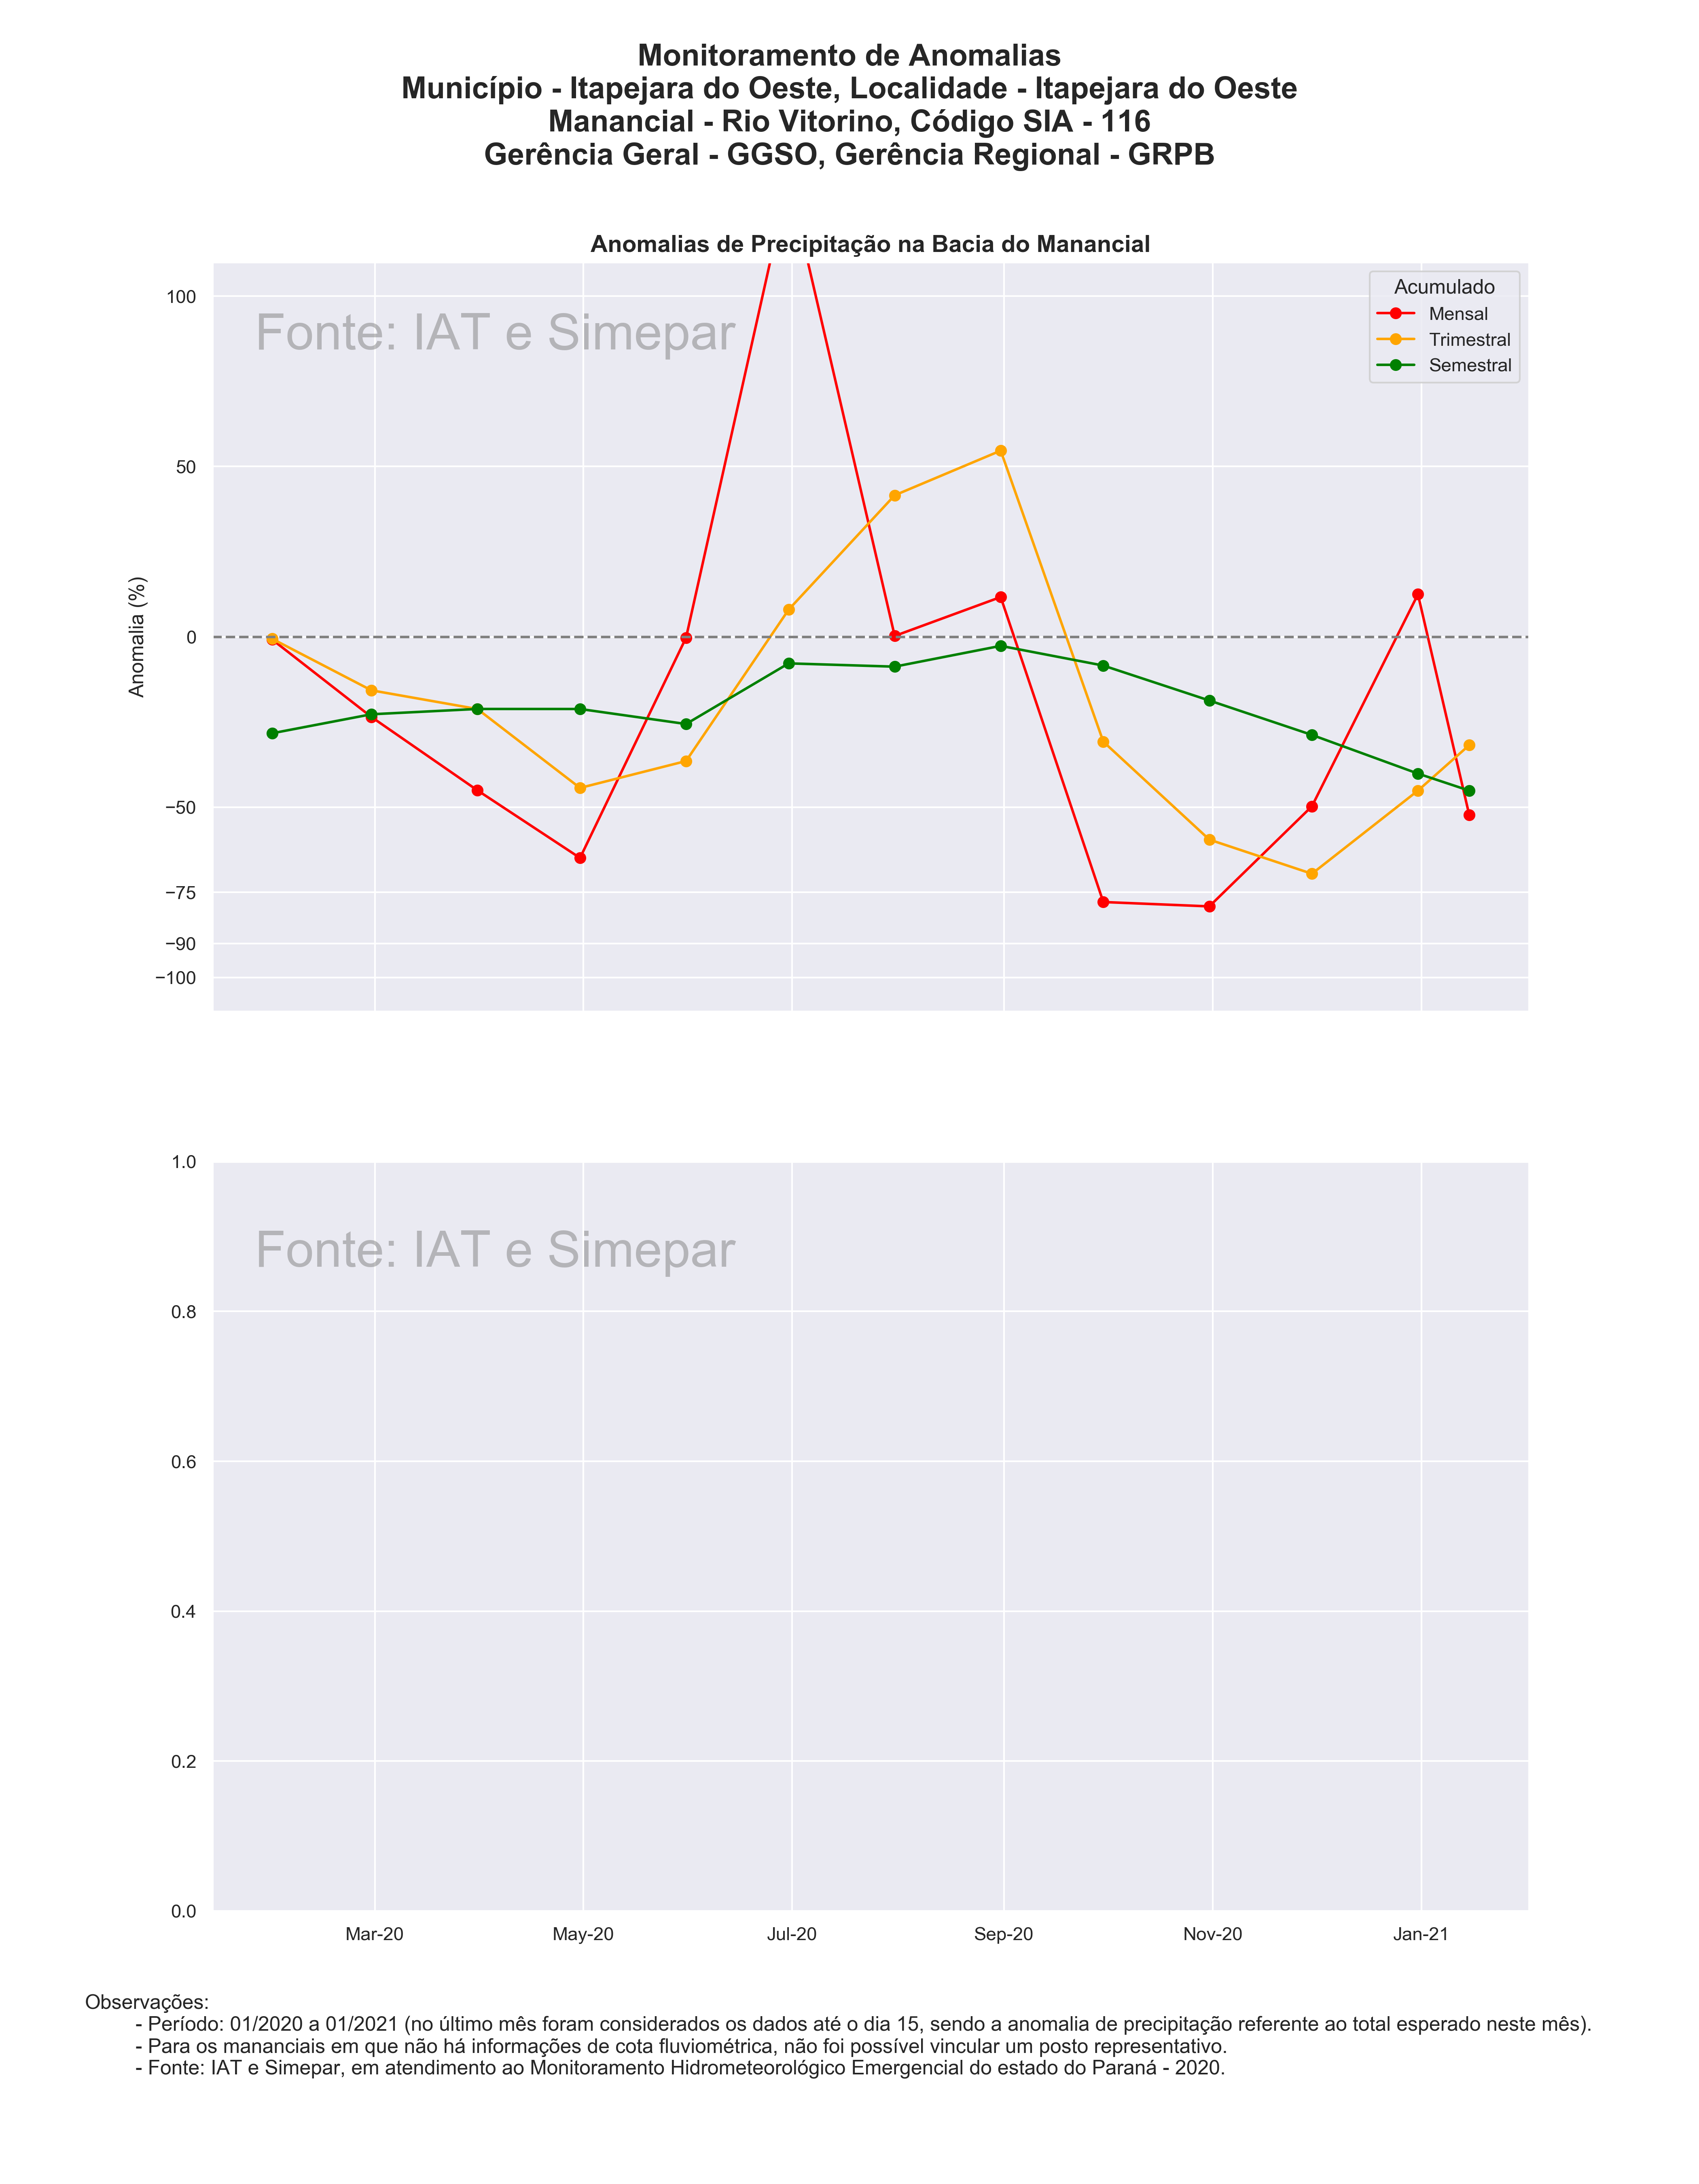 Monitoramento de Anomalias
Município - Itapejara do Oeste, Localidade - Itapejara do Oeste
Manancial - Rio Vitorino, Código SIA - 116
Gerência Geral - GGSO, Gerência Regional - GRPB
Anomalias de Precipitação na Bacia do Manancial
Fonte: IAT e Simepar
Acumulado
Mensal
Trimestral
Semestral
Anomalia (%)
100
50
0
−50
−75
−90
−100
Fonte: IAT e Simepar
1.0
0.8
0.6
0.4
0.2
0.0
Mar-20 May-20 Jul-20 Sep-20 Nov-20 Jan-21
Observações:
- Período: 01/2020 a 01/2021 (no último mês foram considerados os dados até o dia 15, sendo a anomalia de precipitação referente ao total esperado neste mês).
- Para os mananciais em que não há informações de cota fluviométrica, não foi possível vincular um posto representativo.
- Fonte: IAT e Simepar, em atendimento ao Monitoramento Hidrometeorológico Emergencial do estado do Paraná - 2020.